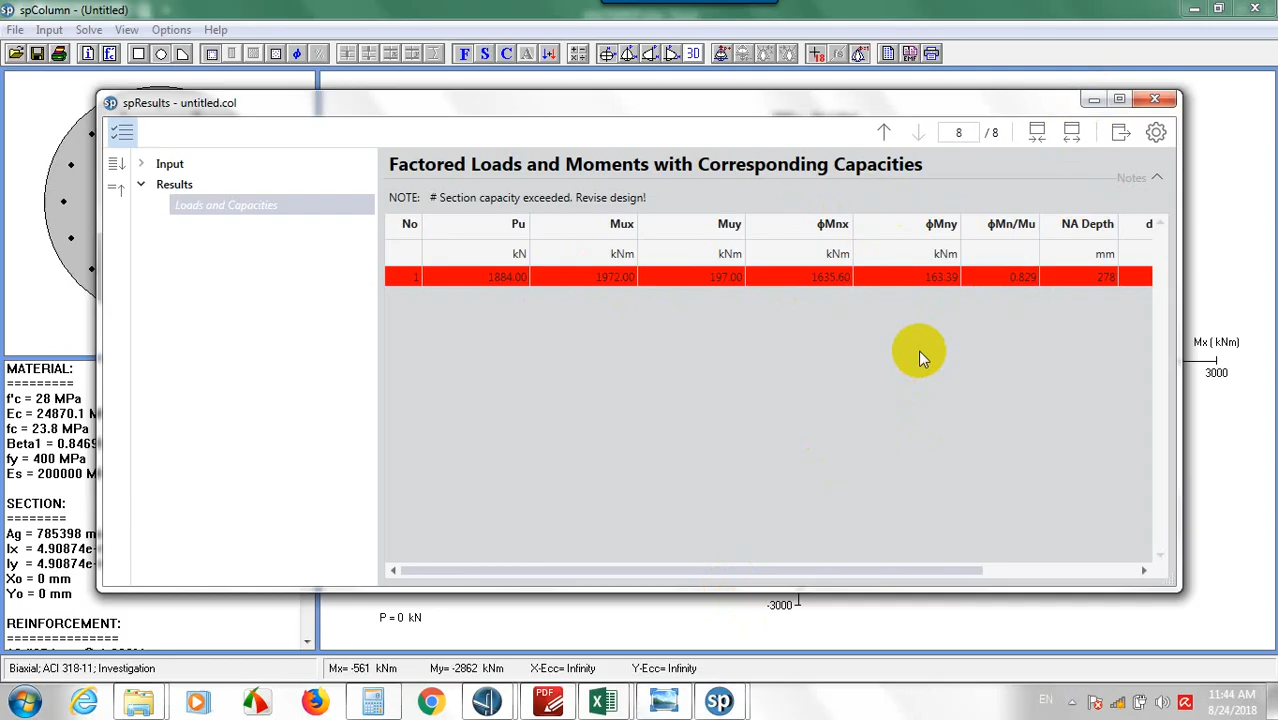 spColumn - (Untitled)
File Input Solve View Options Help
spResults - untitled.col
8 / 8
Input
Results
Loads and Capacities
Factored Loads and Moments with Corresponding Capacities
Notes
NOTE: # Section capacity exceeded. Revise design!
No Pu Mux Muy ϕMnx ϕMny ϕMn/Mu NA Depth d
kN kNm kNm kNm kNm mm
1 1884.00 1972.00 197.00 1635.60 163.39 0.829 278
Mx ( kNm)
3000
-3000
P = 0 kN
MATERIAL:
=========
f'c = 28 MPa
Ec = 24870.1 M
fc = 23.8 MPa
Beta1 = 0.8469
fy = 400 MPa
Es = 200000 M
SECTION:
========
Ag = 785398 m
Ix = 4.90874e-
Iy = 4.90874e-
Xo = 0 mm
Yo = 0 mm
REINFORCEMENT:
==============
Biaxial; ACI 318-11; Investigation
Mx= -561 kNm My= -2862 kNm X-Ecc= Infinity Y-Ecc= Infinity
EN
11:44 AM
8/24/2018